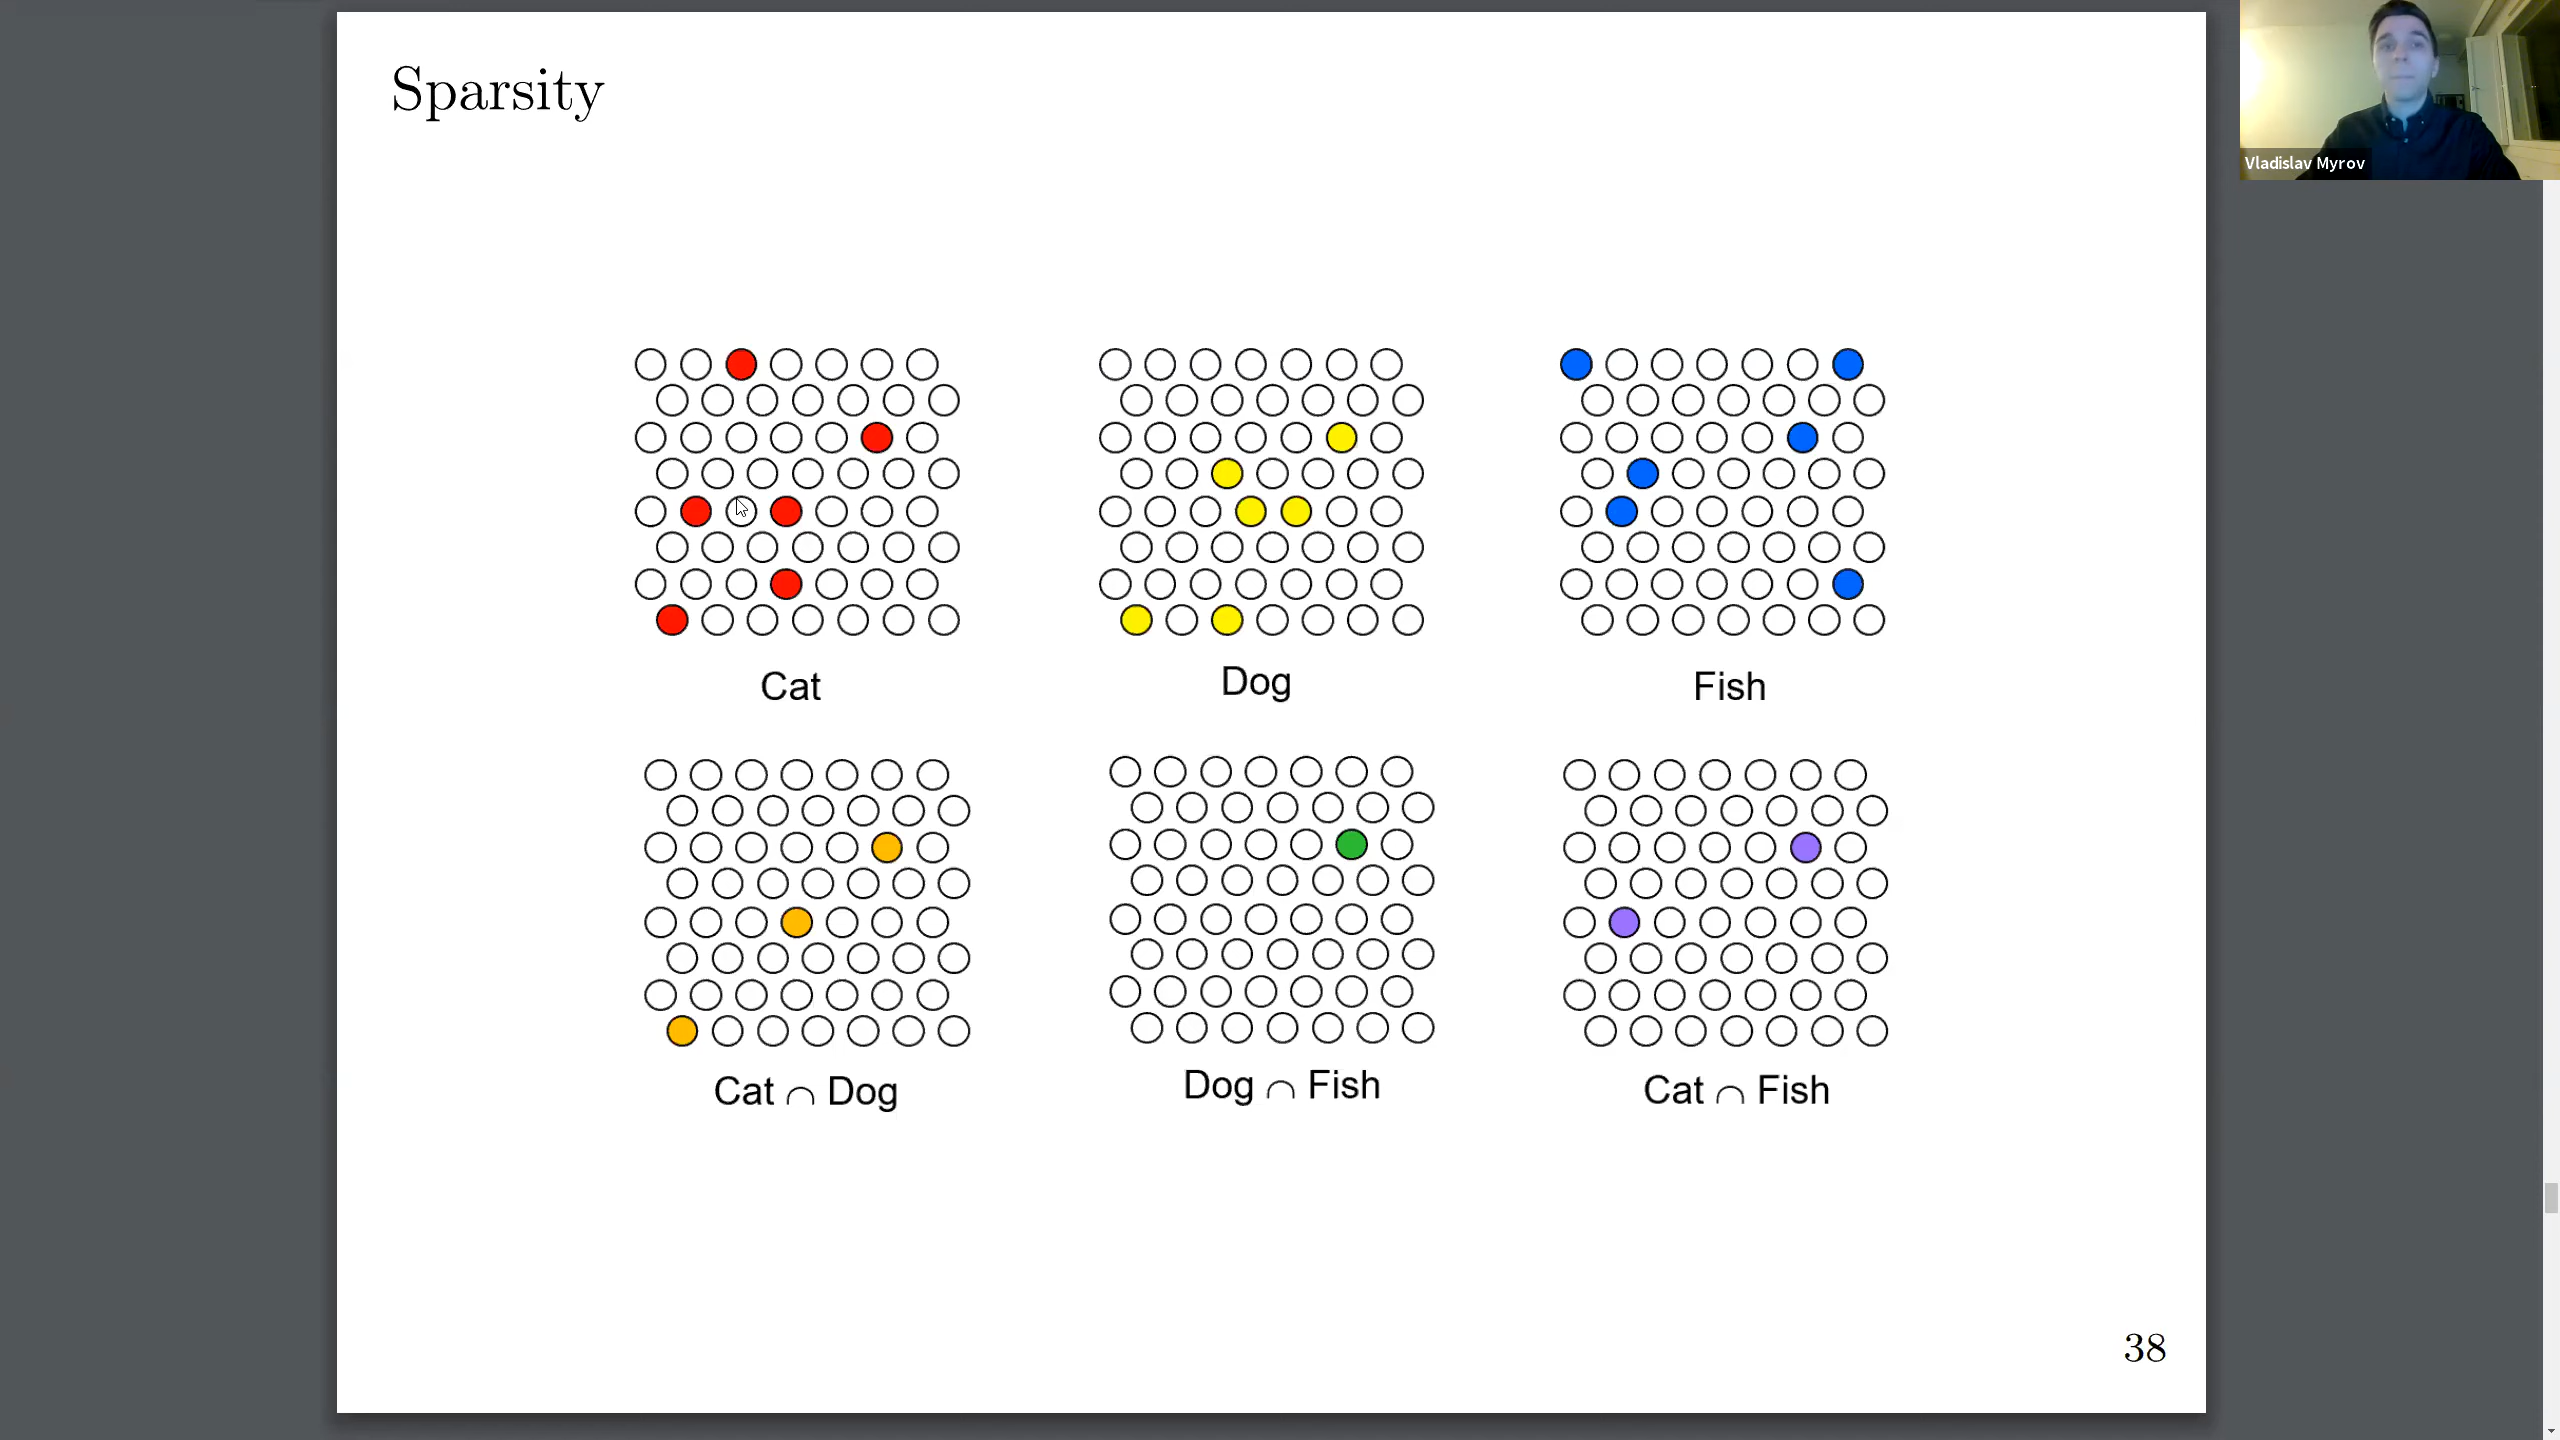 Sparsity
Vladislav Myrov
Cat
Dog
Fish
Cat ∩ Dog
Dog ∩ Fish
Cat ∩ Fish
38